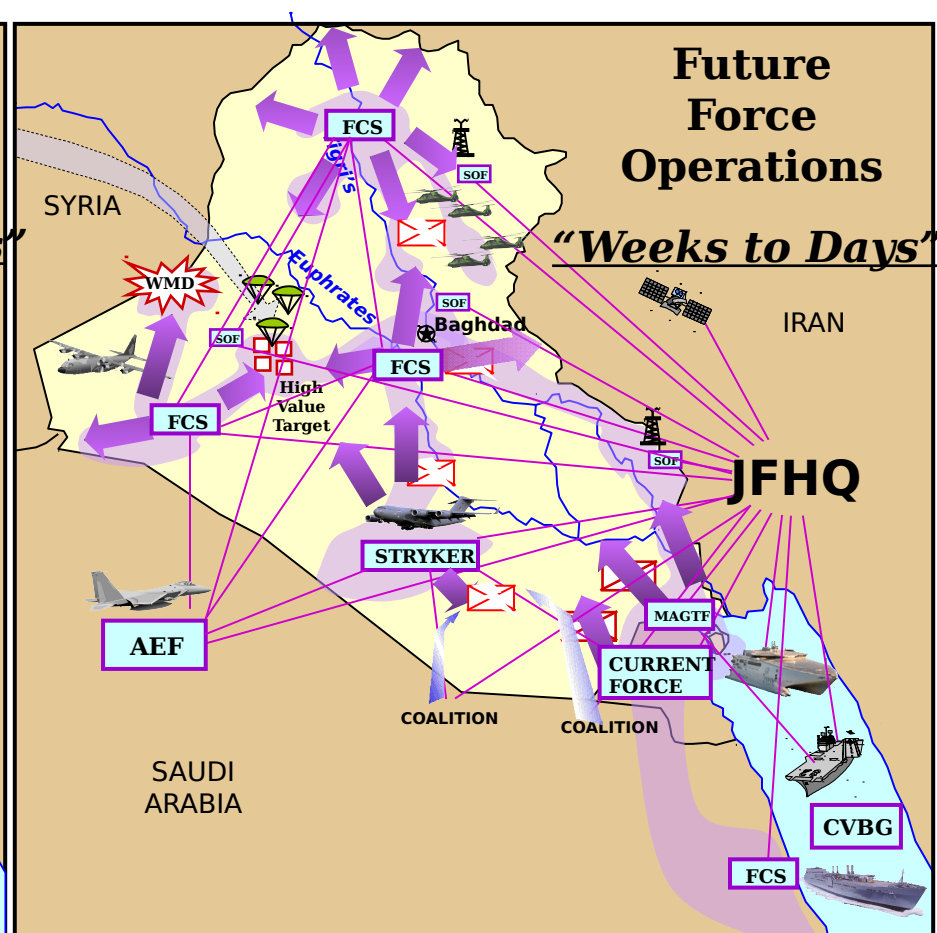 Future
Force
Operations
“Weeks to Days”
s”
FCS
igri's
SOF
SYRIA
Euphrates
WMD
SOF
IRAN
Baghdad
SOF
FCS
High
Value
Target
FCS
SOF
JFHQ
STRYKER
MAGTF
AEF
CURRENT
FORCE
COALITION
COALITION
SAUDI
ARABIA
CVBG
FCS